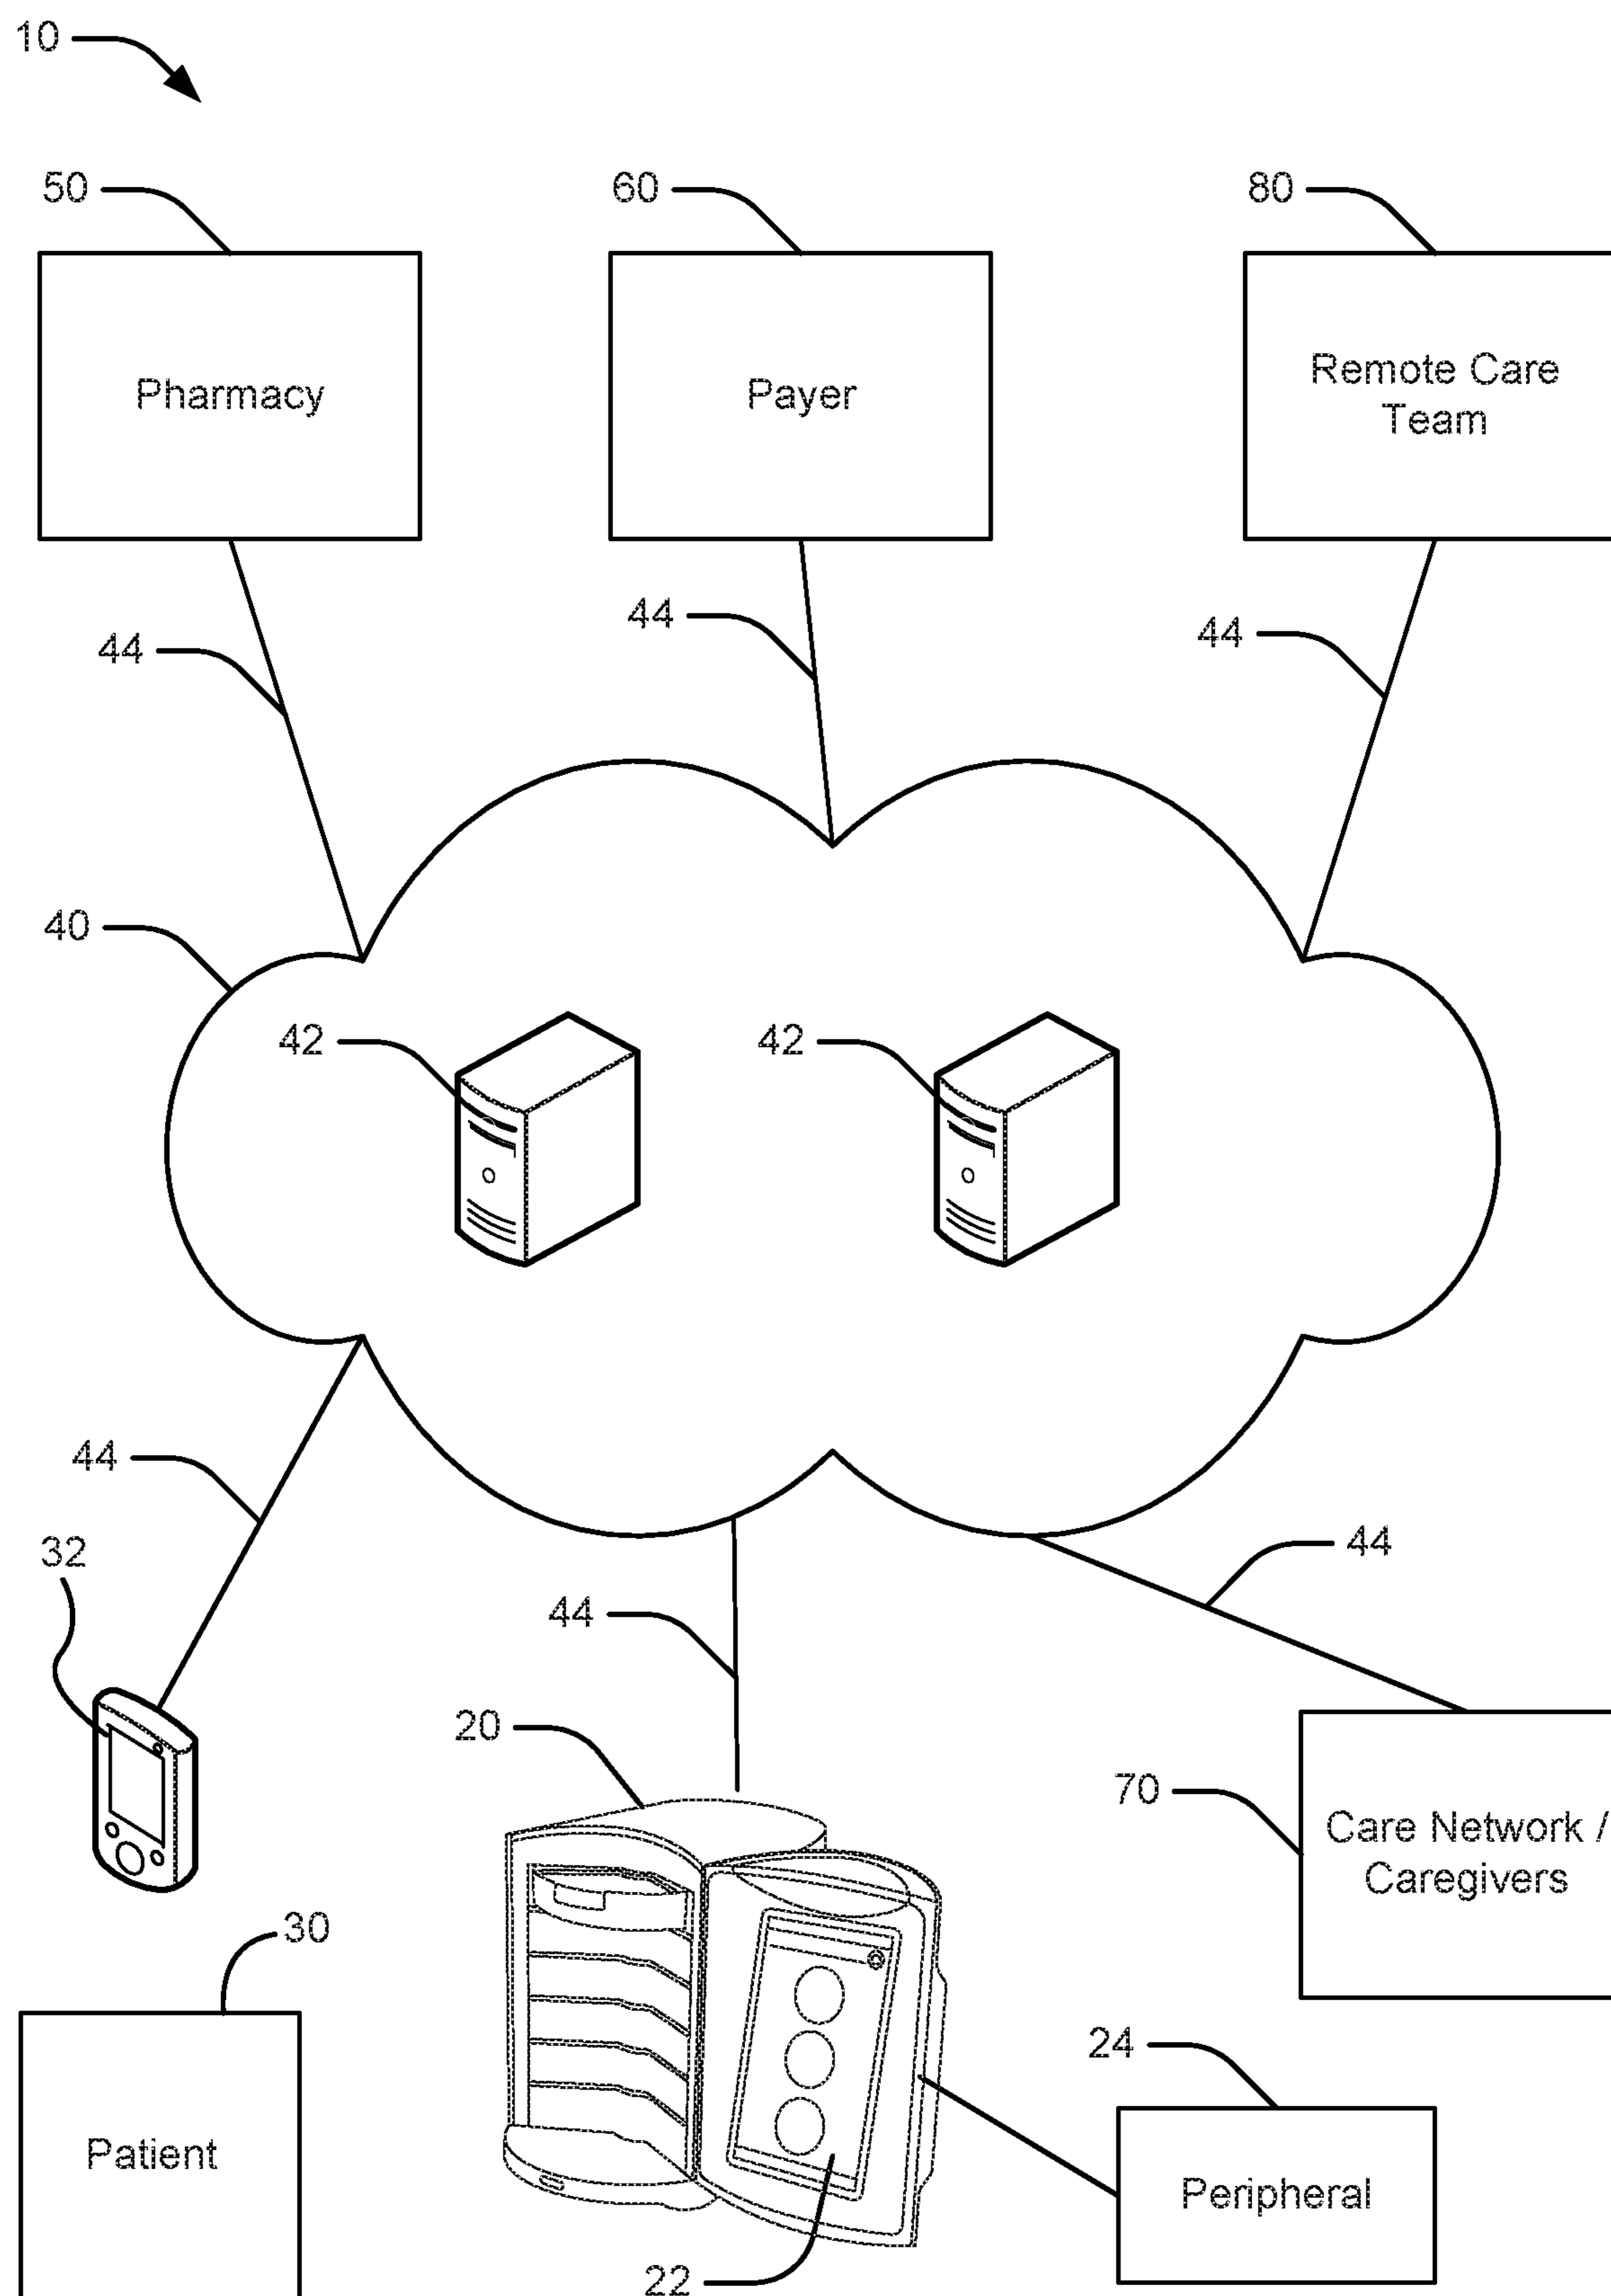 10
50
60
80
Pharmacy
Payer
Remote Care
Team
44
44
44
40
42
42
44
32
44
44
20
70
Care Network /
Caregivers
30
24
Patient
Peripheral
22